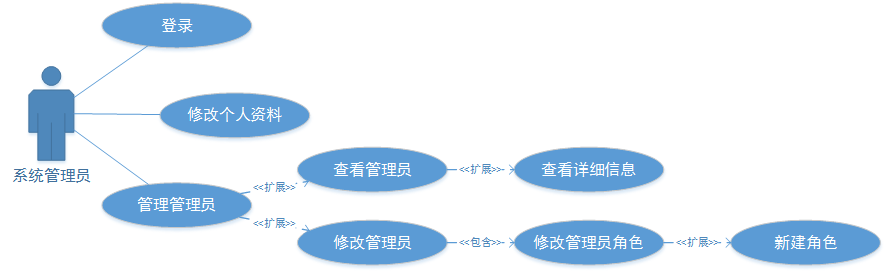 登录
修改个人资料
系统管理员
查看管理员
<<扩展>>
查看详细信息
<<扩展>>
管理管理员
<<扩展>>
修改管理员
<<包含>>
修改管理员角色
<<扩展>>
新建角色